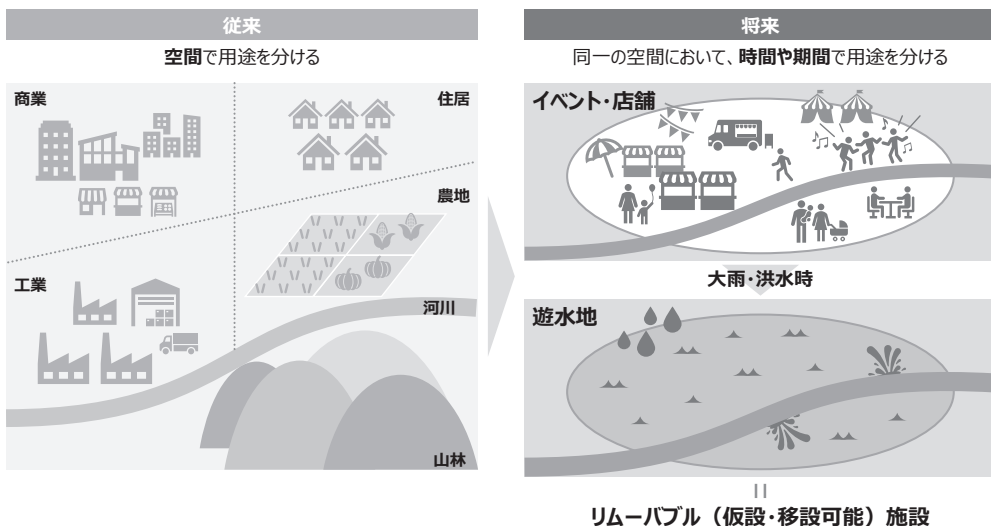 従来
空間で用途を分ける
商業
住居
農地
工業
河川
山林
将来
同一の空間において、時間や期間で用途を分ける
イベント・店舗
大雨・洪水時
遊水地
=
リムーバブル（仮設・移設可能）施設